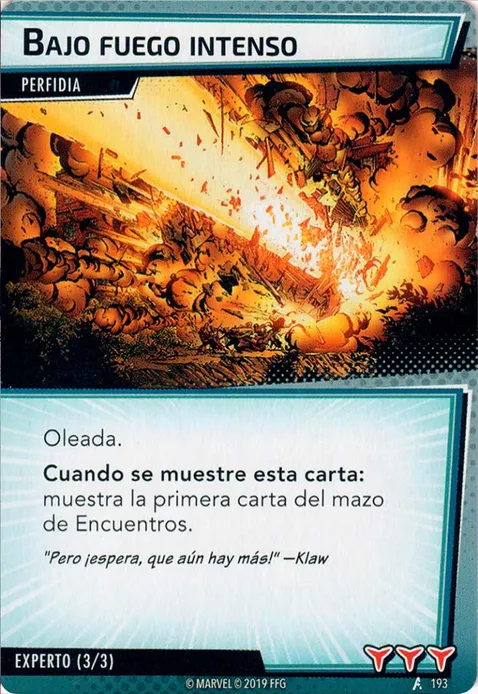 BAJO FUEGO INTENSO
PERFIDIA
Oleada.
Cuando se muestre esta carta:
muestra la primera carta del mazo
de Encuentros.
"Pero ¡espera, que aún hay más!" —Klaw
EXPERTO (3/3)
© MARVEL © 2019 FFG
193